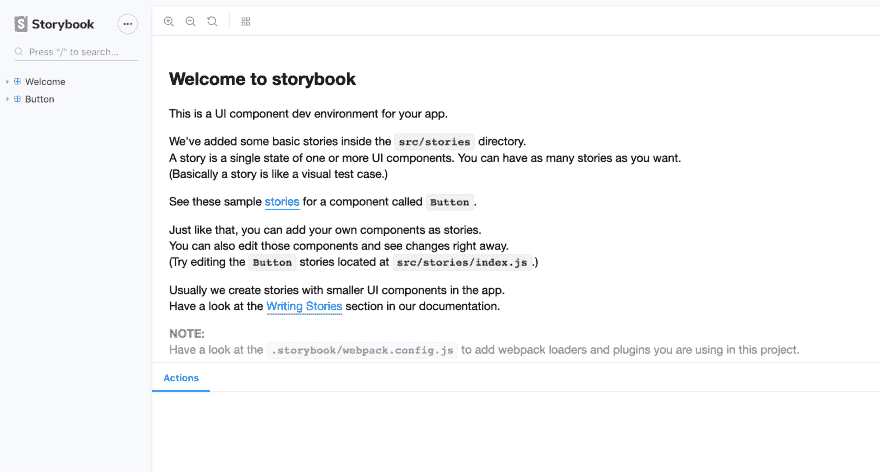 Storybook
Press "/" to search...
Welcome
Button
Welcome to storybook
This is a UI component dev environment for your app.
We've added some basic stories inside the src/stories directory.
A story is a single state of one or more UI components. You can have as many stories as you want.
(Basically a story is like a visual test case.)
See these sample stories for a component called Button.
Just like that, you can add your own components as stories.
You can also edit those components and see changes right away.
(Try editing the Button stories located at src/stories/index.js.)
Usually we create stories with smaller UI components in the app.
Have a look at the Writing Stories section in our documentation.
NOTE:
Have a look at the .storybook/webpack.config.js to add webpack loaders and plugins you are using in this project.
Actions